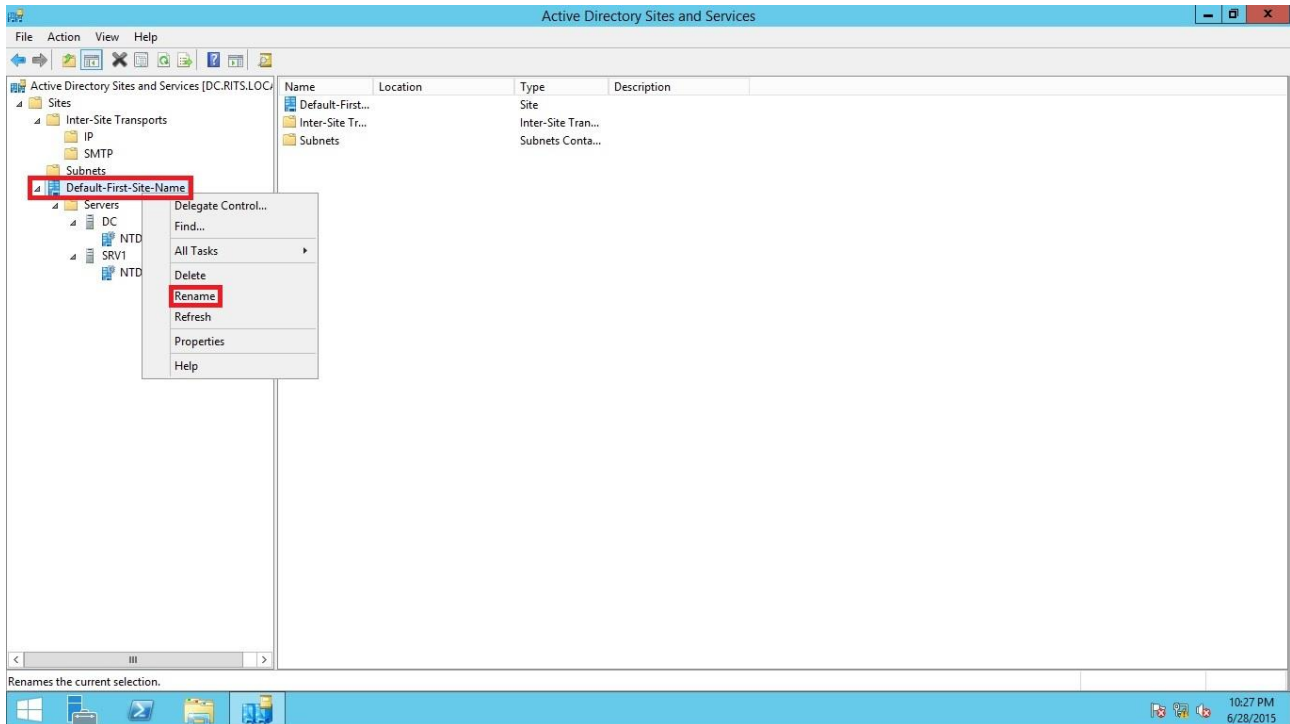 Active Directory Sites and Services
File Action View Help
Active Directory Sites and Services [DC.RITS.LOCA
Name Location Type Description
Sites
Default-First... Site
Inter-Site Transports
Inter-Site Tr... Inter-Site Tran...
IP
Subnets Subnets Conta...
SMTP
Subnets
Default-First-Site-Name
Servers
DC
NTD
SRV1
NTD
Delegate Control...
Find...
All Tasks
Delete
Rename
Refresh
Properties
Help
Renames the current selection.
10:27 PM
6/28/2015